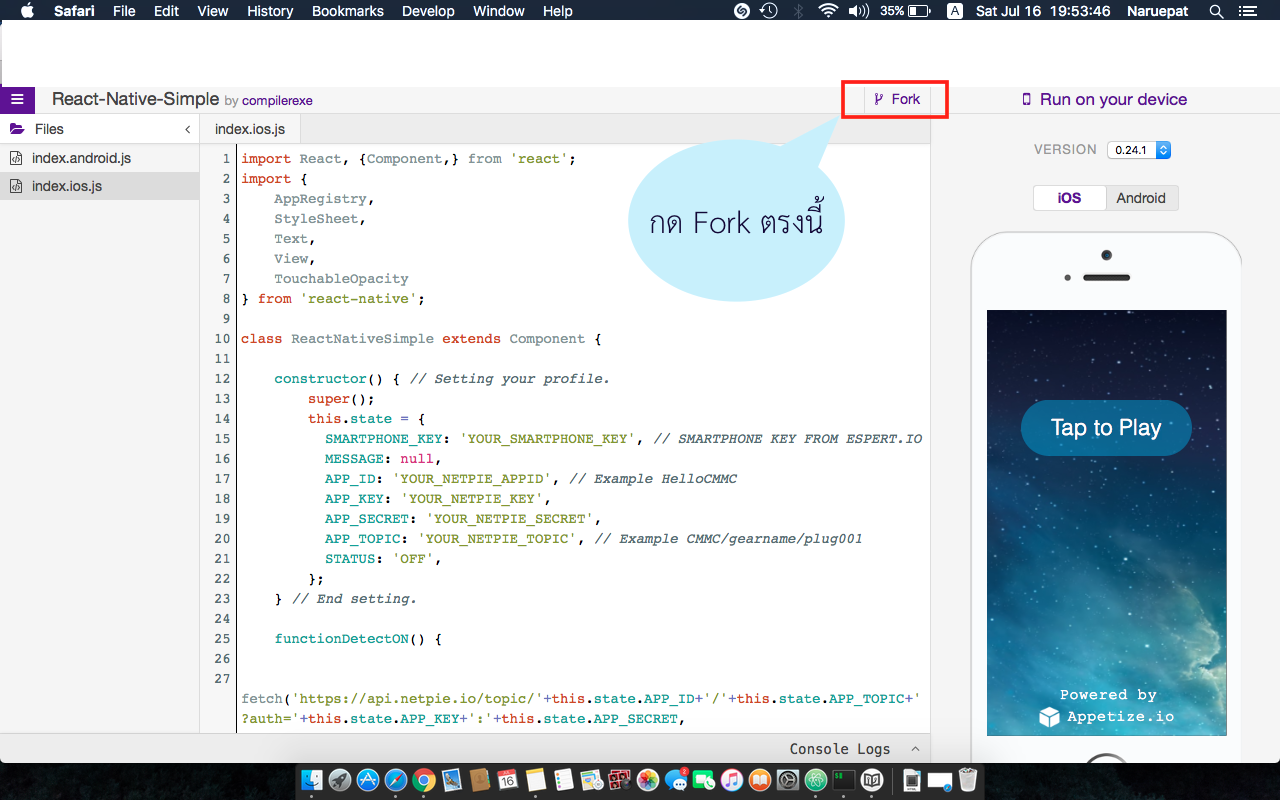 Safari File Edit View History Bookmarks Develop Window Help 35% A Sat Jul 16 19:53:46 Naruepat
React-Native-Simple by compilerexe Fork Run on your device
Files index.ios.js
index.android.js
index.ios.js
VERSION 0.24.1
iOS Android
1 import React, {Component,} from 'react';
2 import {
3 AppRegistry,
4 StyleSheet,
5 Text,
6 View,
7 TouchableOpacity
8 } from 'react-native';
9
10 class ReactNativeSimple extends Component {
11
12 constructor() { // Setting your profile.
13 super();
14 this.state = {
15 SMARTPHONE_KEY: 'YOUR_SMARTPHONE_KEY', // SMARTPHONE KEY FROM ESPERT.IO
16 MESSAGE: null,
17 APP_ID: 'YOUR_NETPIE_APPID', // Example HelloCMMC
18 APP_KEY: 'YOUR_NETPIE_KEY',
19 APP_SECRET: 'YOUR_NETPIE_SECRET',
20 APP_TOPIC: 'YOUR_NETPIE_TOPIC', // Example CMMC/gearname/plug001
21 STATUS: 'OFF',
22 };
23 } // End setting.
24
25 functionDetectON() {
26
27
fetch('https://api.netpie.io/topic/'+this.state.APP_ID+'/'+this.state.APP_TOPIC+'
?auth='+this.state.APP_KEY+':'+this.state.APP_SECRET,
กด Fork ตรงนี้
Tap to Play
Powered by
Appetize.io
Console Logs
16
2